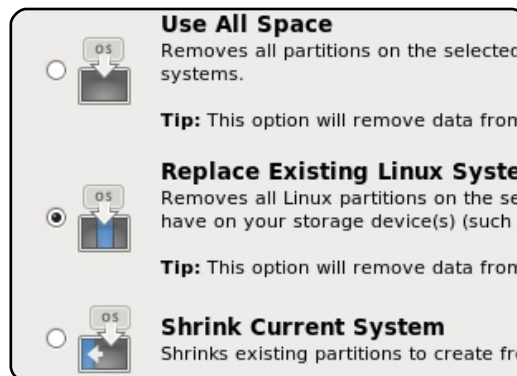 Use All Space
OS
Removes all partitions on the selected
systems.
Tip: This option will remove data from
Replace Existing Linux Syste
OS
Removes all Linux partitions on the se
have on your storage device(s) (such
Tip: This option will remove data from
OS
Shrink Current System
Shrinks existing partitions to create fre